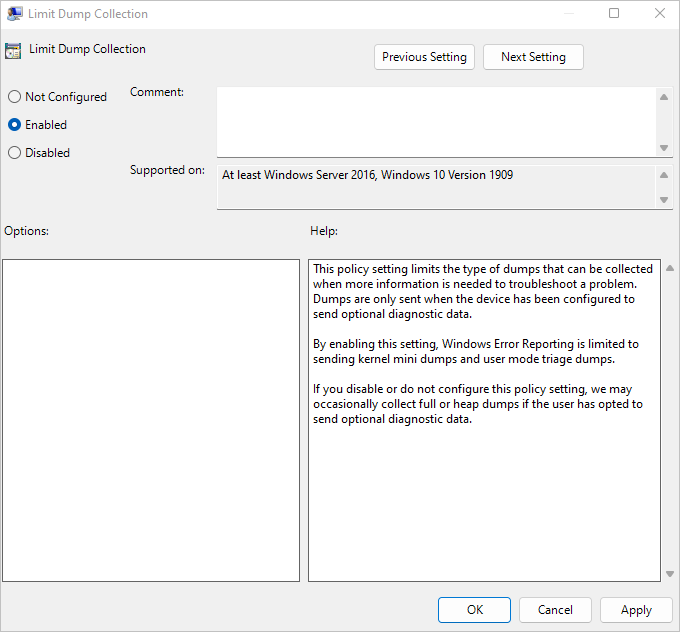 Limit Dump Collection
Limit Dump Collection
Previous Setting
Next Setting
Not Configured
Enabled
Disabled
Comment:
Supported on:
At least Windows Server 2016, Windows 10 Version 1909
Options:
Help:
This policy setting limits the type of dumps that can be collected
when more information is needed to troubleshoot a problem.
Dumps are only sent when the device has been configured to
send optional diagnostic data.
By enabling this setting, Windows Error Reporting is limited to
sending kernel mini dumps and user mode triage dumps.
If you disable or do not configure this policy setting, we may
occasionally collect full or heap dumps if the user has opted to
send optional diagnostic data.
OK
Cancel
Apply